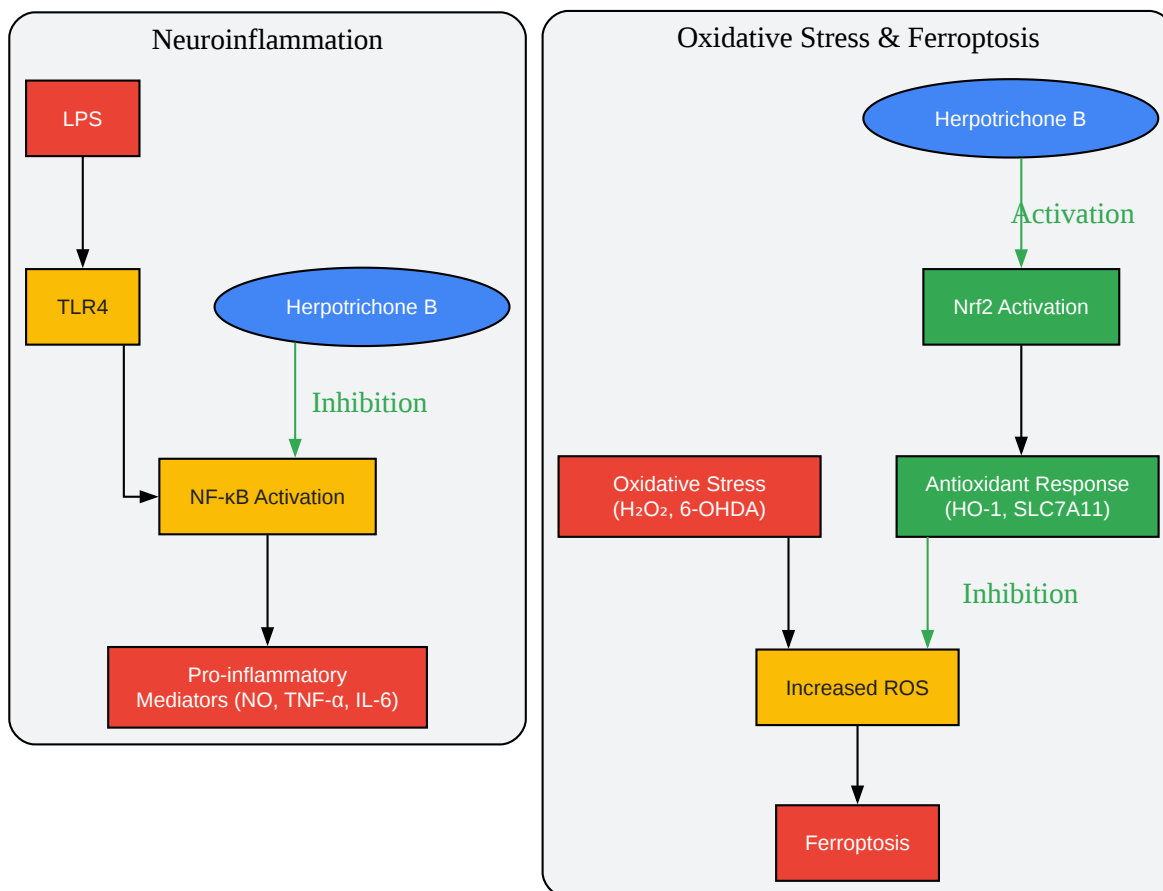 Neuroinflammation
LPS
TLR4
Herpotrichone B
Inhibition
NF-κB Activation
Pro-inflammatory
Mediators (NO, TNF-α, IL-6)
Oxidative Stress & Ferroptosis
Herpotrichone B
Activation
Nrf2 Activation
Oxidative Stress
(H₂O₂, 6-OHDA)
Antioxidant Response
(HO-1, SLC7A11)
Inhibition
Increased ROS
Ferroptosis